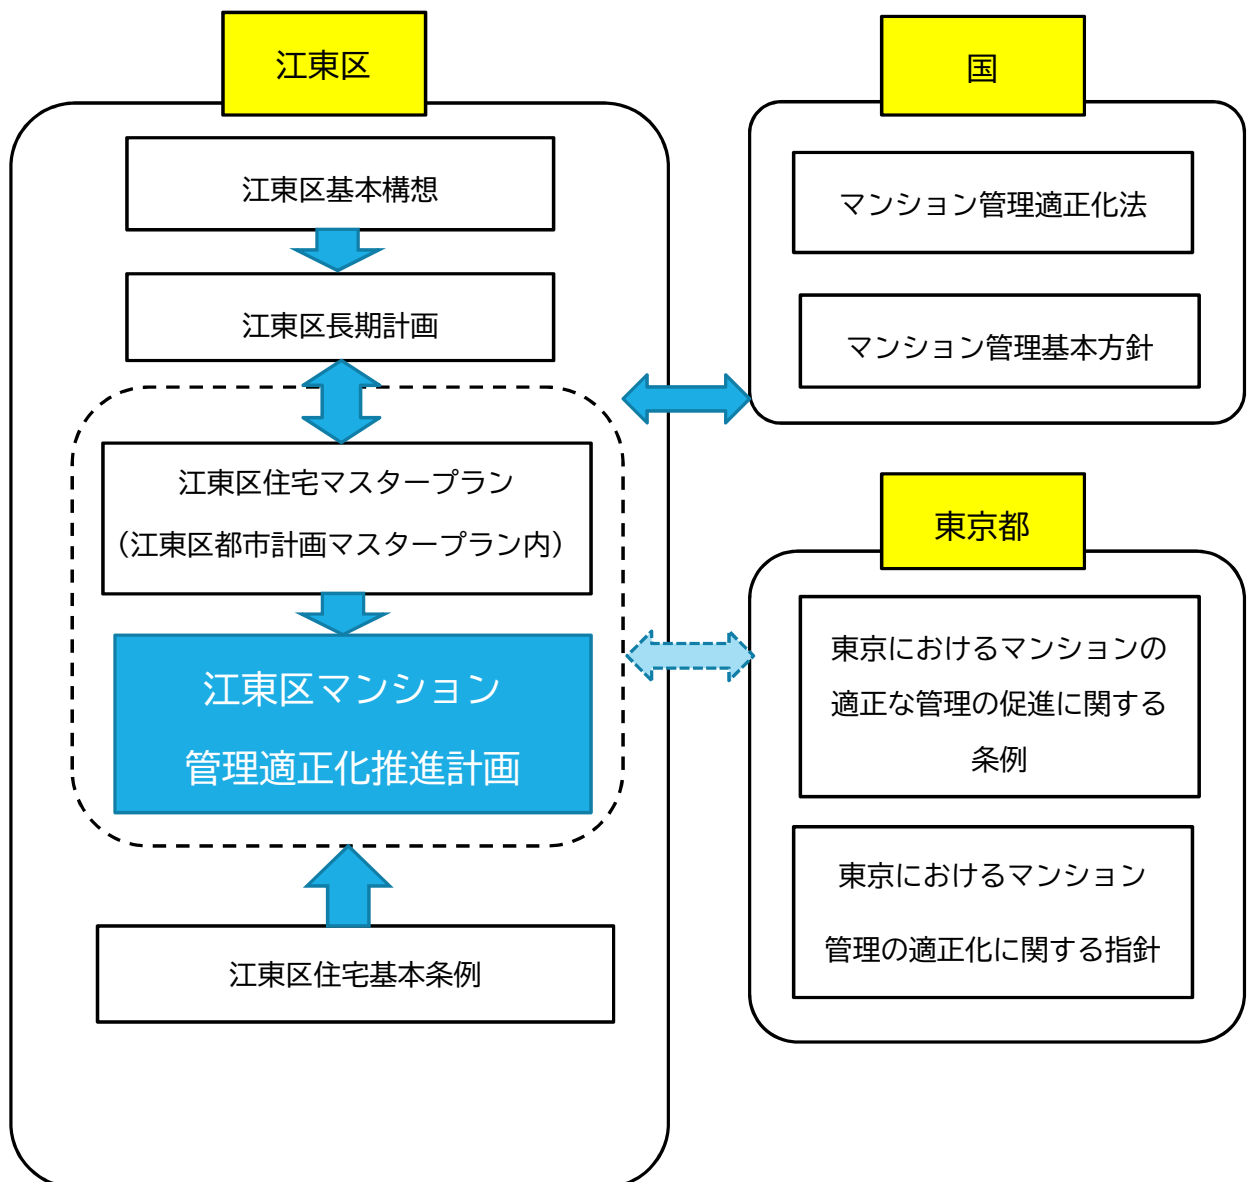 江東区
江東区基本構想
江東区長期計画
江東区住宅マスタープラン
（江東区都市計画マスタープラン内）
江東区マンション
管理適正化推進計画
江東区住宅基本条例
国
マンション管理適正化法
マンション管理基本方針
東京都
東京におけるマンションの
適正な管理の促進に関する
条例
東京におけるマンション
管理の適正化に関する指針